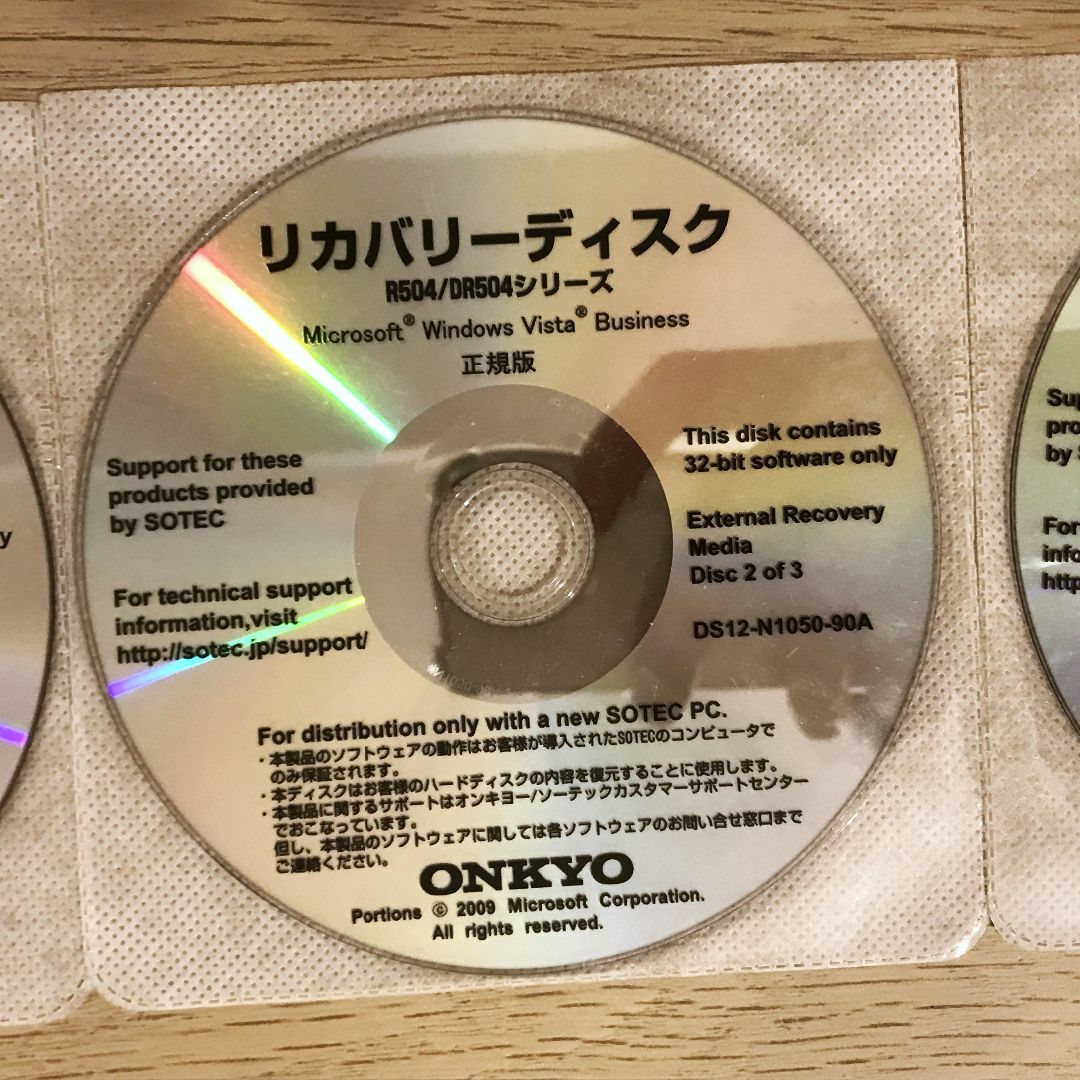 リカバリーディスク
R504/DR504シリーズ
Microsoft® Windows Vista® Business
正規版
Support for these
products provided
by SOTEC
For technical support
information,visit
http://sotec.jp/support/
This disk contains
32-bit software only
External Recovery
Media
Disc 2 of 3
DS12-N1050-90A
For distribution only with a new SOTEC PC.
・本製品のソフトウェアの動作はお客様が導入されたSOTECのコンピュータで
のみ保証されます。
・本ディスクはお客様のハードディスクの内容を復元することに使用します。
・本製品に関するサポートはオンキヨー/ソーテックカスタマーサポートセンター
でおこなっています。
但し、本製品のソフトウェアに関しては各ソフトウェアのお問い合せ窓口まで
ご連絡ください。
ONKYO
Portions © 2009 Microsoft Corporation.
All rights reserved.
y
Sup
pro
by S
For
info
http